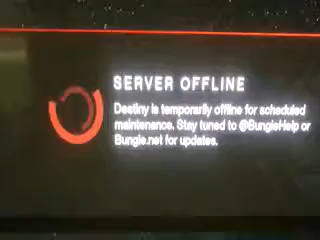 SERVER OFFLINE
Destiny is temporarily offline for scheduled
maintenance. Stay tuned to @BungieHelp or
Bungie.net for updates.